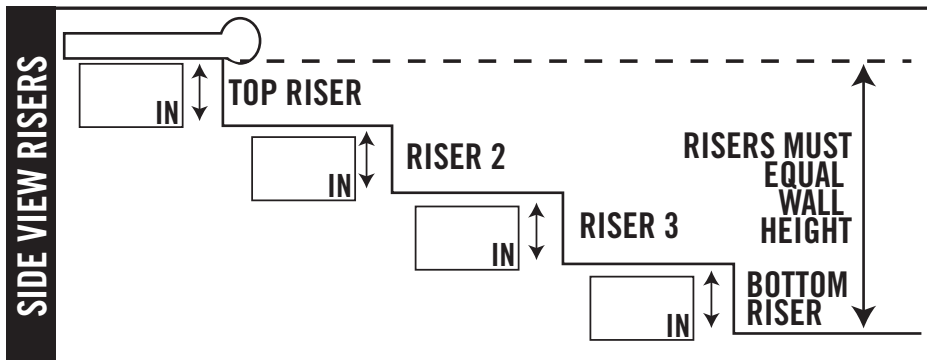 SIDE VIEW RISERS
IN
TOP RISER
IN
RISER 2
IN
RISER 3
IN
BOTTOM
RISER
RISERS MUST
EQUAL
WALL
HEIGHT